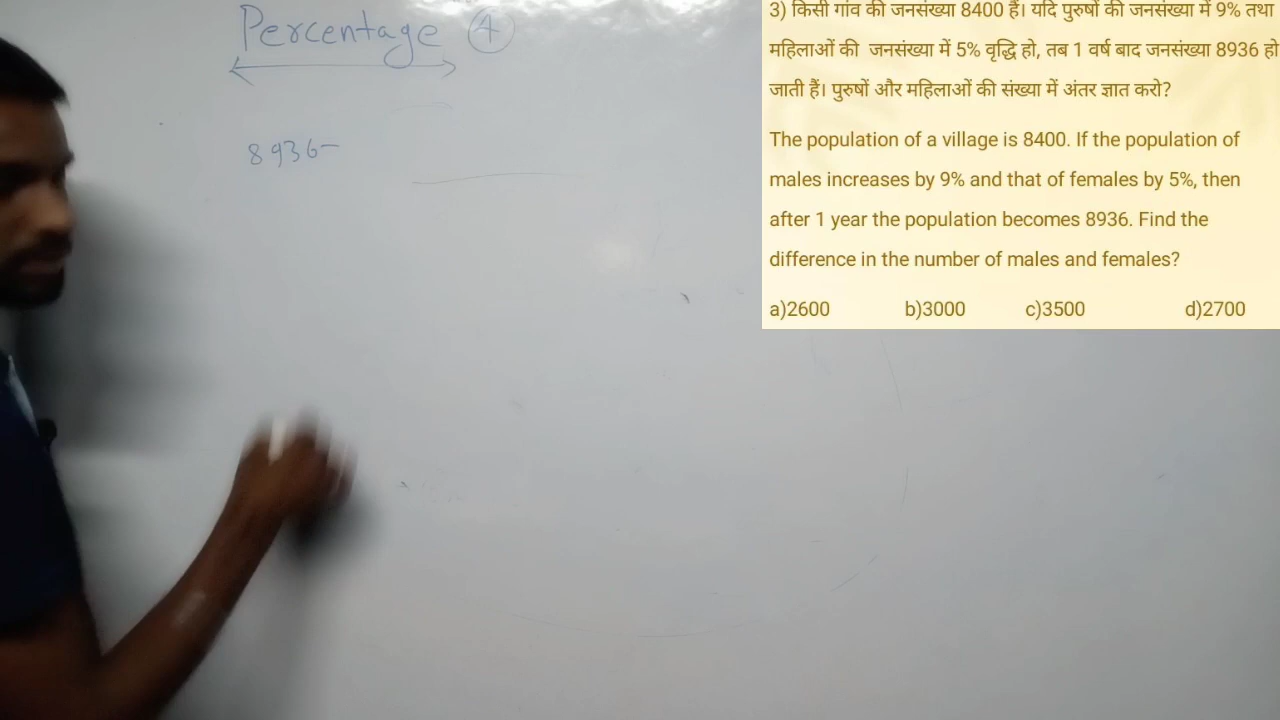 Percentage 4
8936-
3) किसी गांव की जनसंख्या 8400 हैं। यदि पुरुषों की जनसंख्या में 9% तथा
महिलाओं की जनसंख्या में 5% वृद्धि हो, तब 1 वर्ष बाद जनसंख्या 8936 हो
जाती हैं। पुरुषों और महिलाओं की संख्या में अंतर ज्ञात करो?
The population of a village is 8400. If the population of
males increases by 9% and that of females by 5%, then
after 1 year the population becomes 8936. Find the
difference in the number of males and females?
a)2600 b)3000 c)3500 d)2700